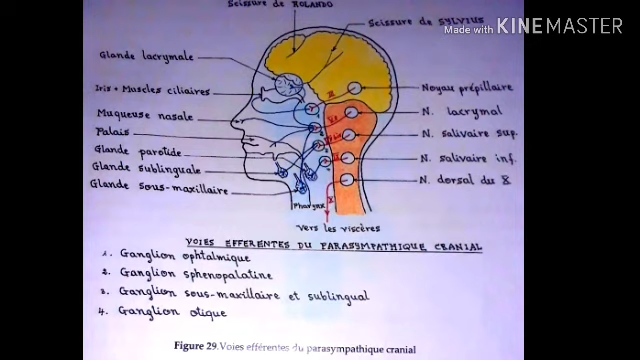 Scissure de ROLANDO
Scissure de SYLVIUS
Made with KINEMASTER
Glande lacrymale
Iris + Muscles ciliaires
Muqueuse nasale
Palais
Glande parotide
Glande sublinguale
Glande sous-maxillaire
Noyau prépillaire
N. lacrymal
N. salivaire sup.
N. salivaire inf.
N. dorsal du X
III
IX
X
Pharynx
vers les viscères
VOIES EFFERENTES DU PARASYMPATHIQUE CRANIAL
1. Ganglion ophtalmique
2. Ganglion sphenopalatine
3. Ganglion sous-maxillaire et sublingual
4. Ganglion otique
Figure 29. Voies efférentes du parasympathique cranial